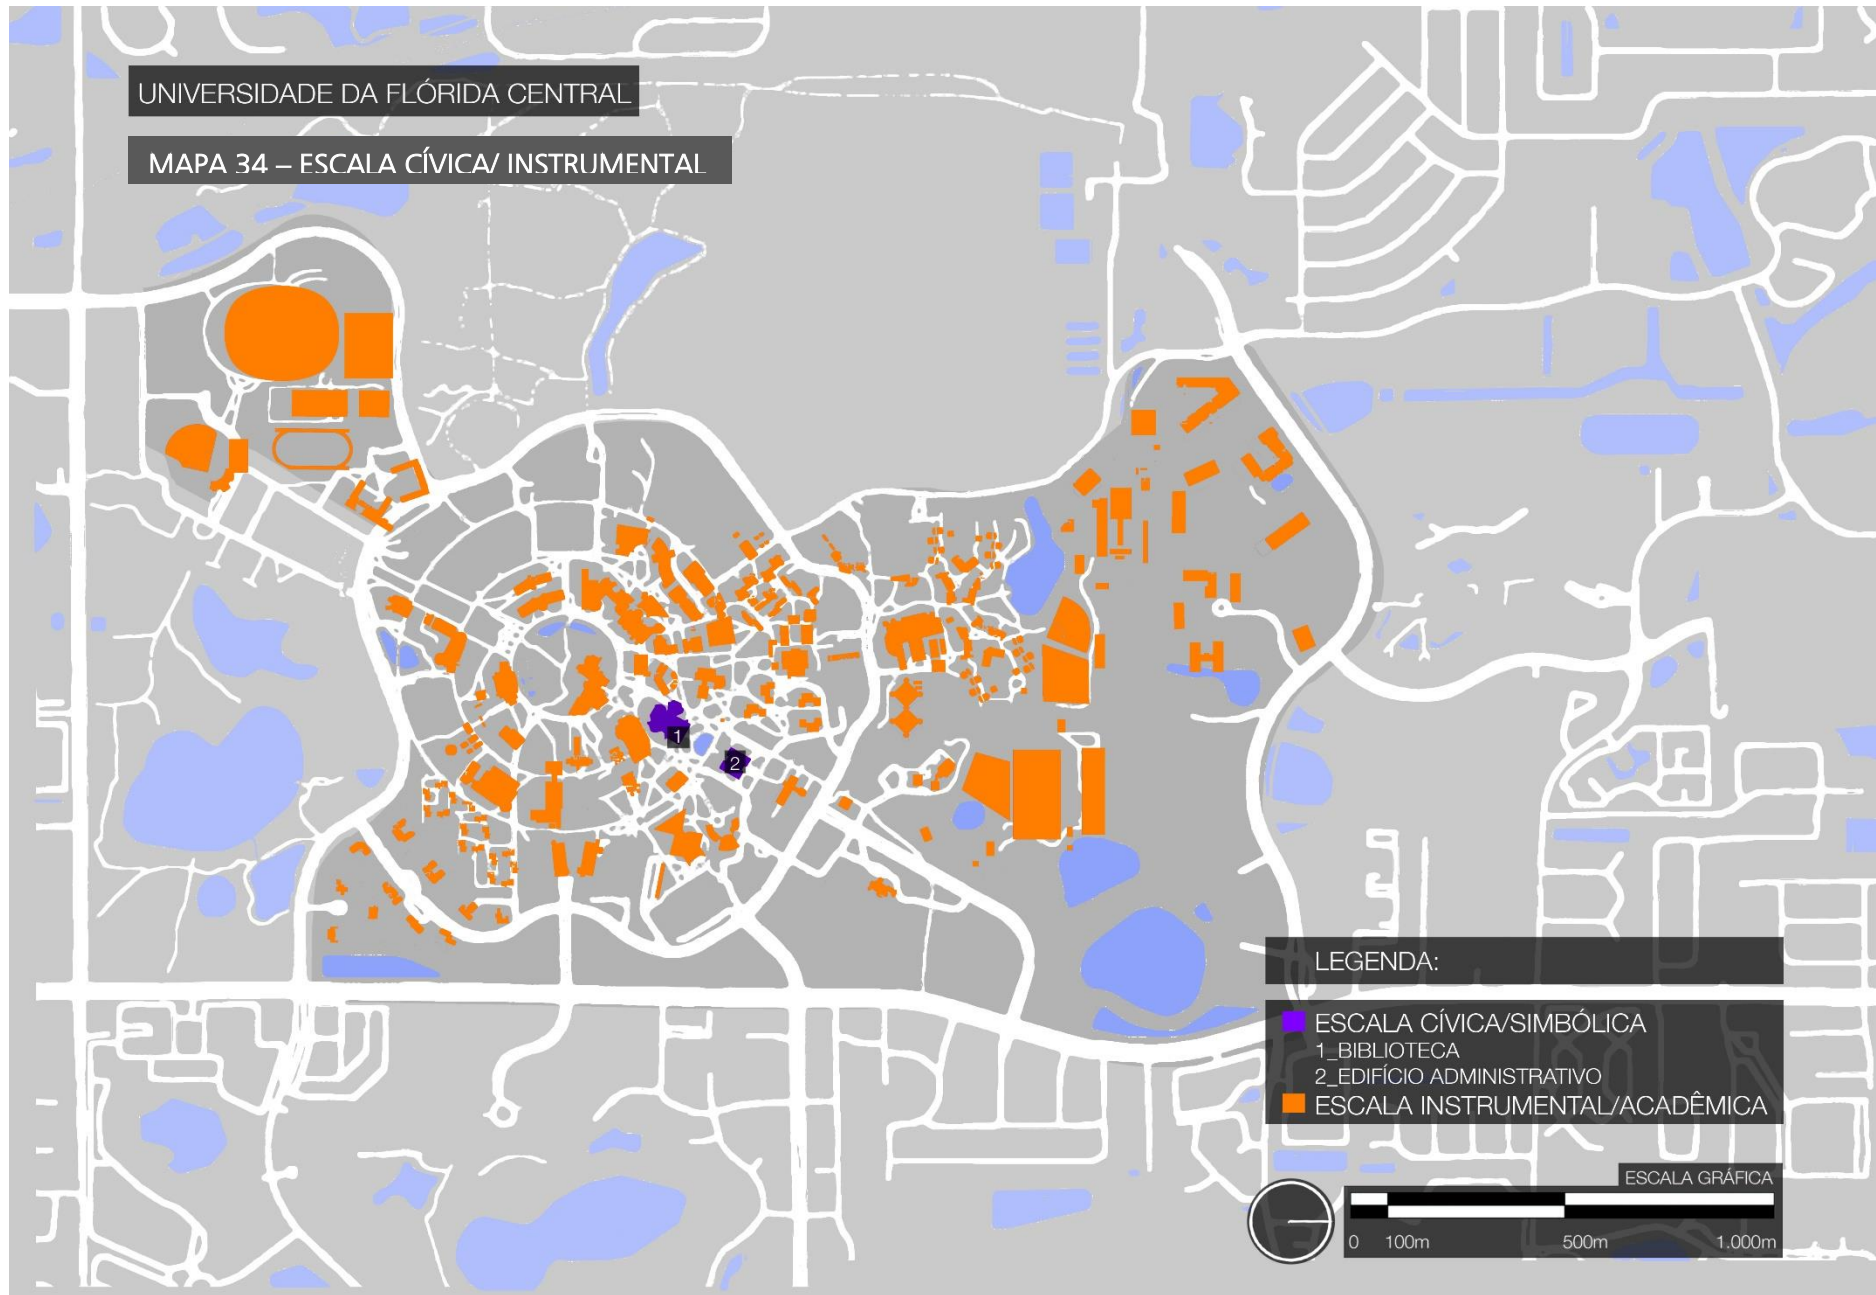 UNIVERSIDADE DA FLÓRIDA CENTRAL
MAPA 34 – ESCALA CÍVICA/ INSTRUMENTAL
1
2
LEGENDA:
ESCALA CÍVICA/SIMBÓLICA
1_BIBLIOTECA
2_EDIFÍCIO ADMINISTRATIVO
ESCALA INSTRUMENTAL/ACADÊMICA
ESCALA GRÁFICA
0 100m 500m 1.000m